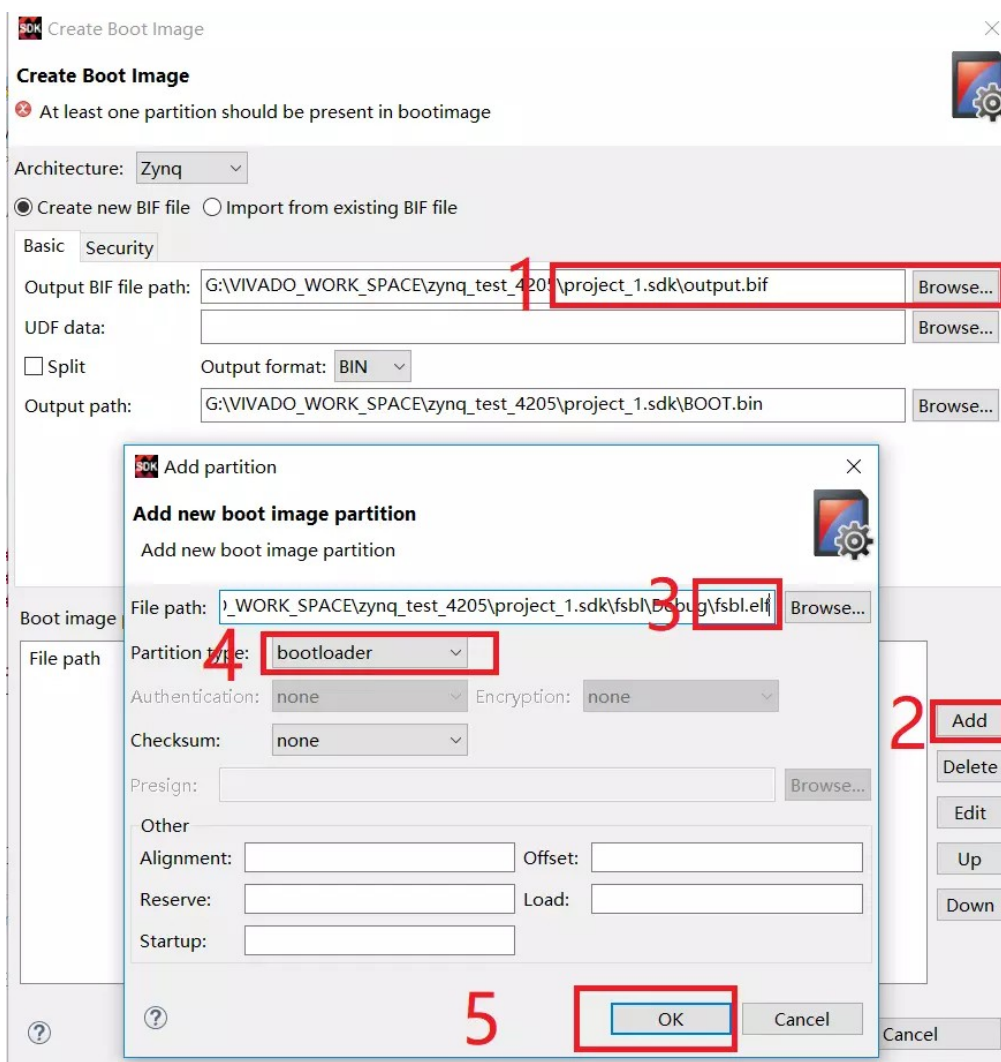 SDK Create Boot Image
Create Boot Image
At least one partition should be present in bootimage
Architecture: Zynq
Create new BIF file Import from existing BIF file
Basic Security
Output BIF file path: G:\VIVADO_WORK_SPACE\zynq_test_4205\project_1.sdk\output.bif Browse...
1
UDF data: Browse...
Split Output format: BIN
Output path: G:\VIVADO_WORK_SPACE\zynq_test_4205\project_1.sdk\BOOT.bin Browse...
SDK Add partition
Add new boot image partition
Add new boot image partition
File path: _WORK_SPACE\zynq_test_4205\project_1.sdk\fsbl\Debug\fsbl.elf Browse...
3
Boot image
File path
Partition type: bootloader
4
Authentication: none Encryption: none
2 Add
Checksum: none
Delete
Presign: Browse...
Edit
Other
Alignment: Offset:
Up
Reserve: Load:
Down
Startup:
5
? OK Cancel
? Cancel